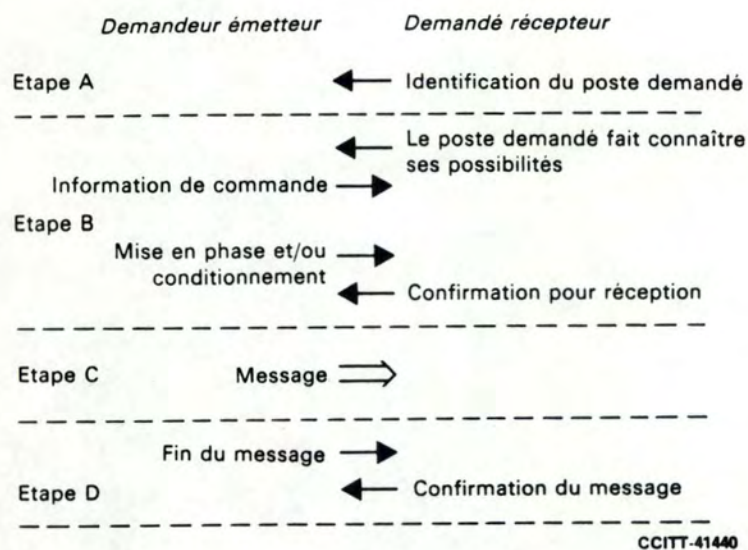 Demandeur émetteur Demandé récepteur
Etape A Identification du poste demandé
Le poste demandé fait connaître
ses possibilités
Information de commande
Etape B
Mise en phase et/ou
conditionnement
Confirmation pour réception
Etape C Message
Fin du message
Etape D Confirmation du message
CCITT-41440